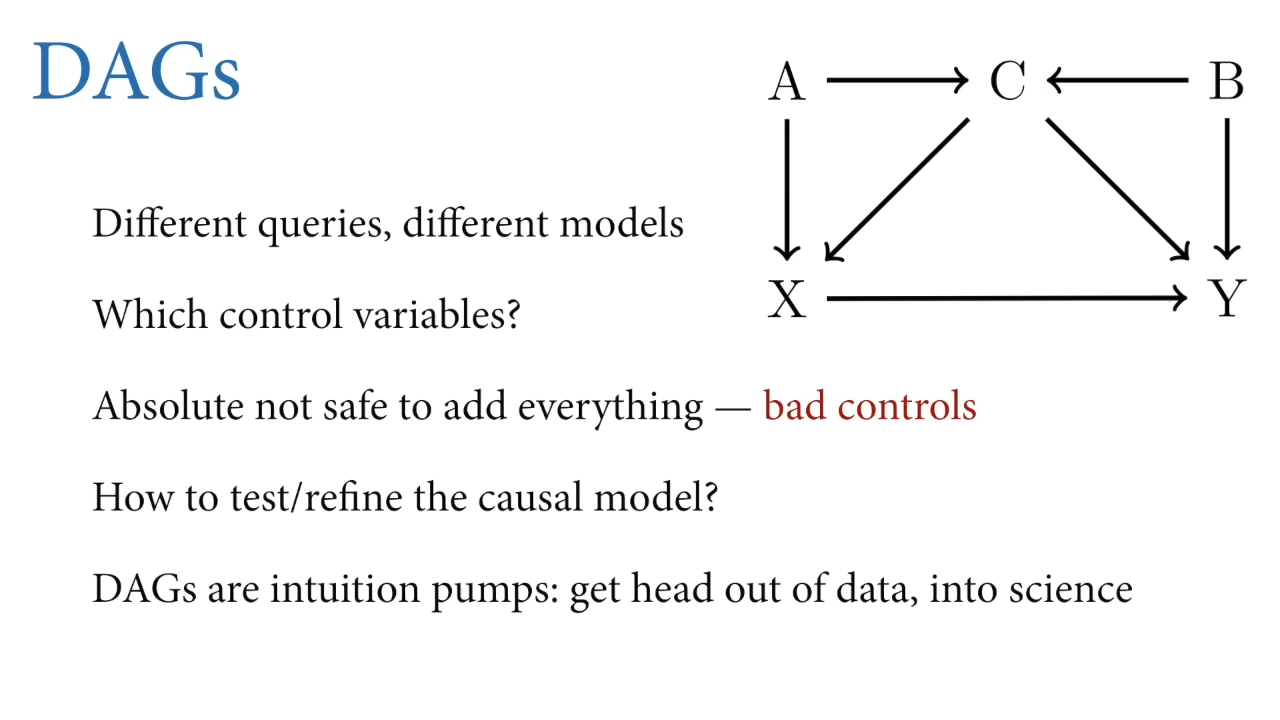 DAGs
A C B
X Y
Different queries, different models
Which control variables?
Absolute not safe to add everything — bad controls
How to test/refine the causal model?
DAGs are intuition pumps: get head out of data, into science